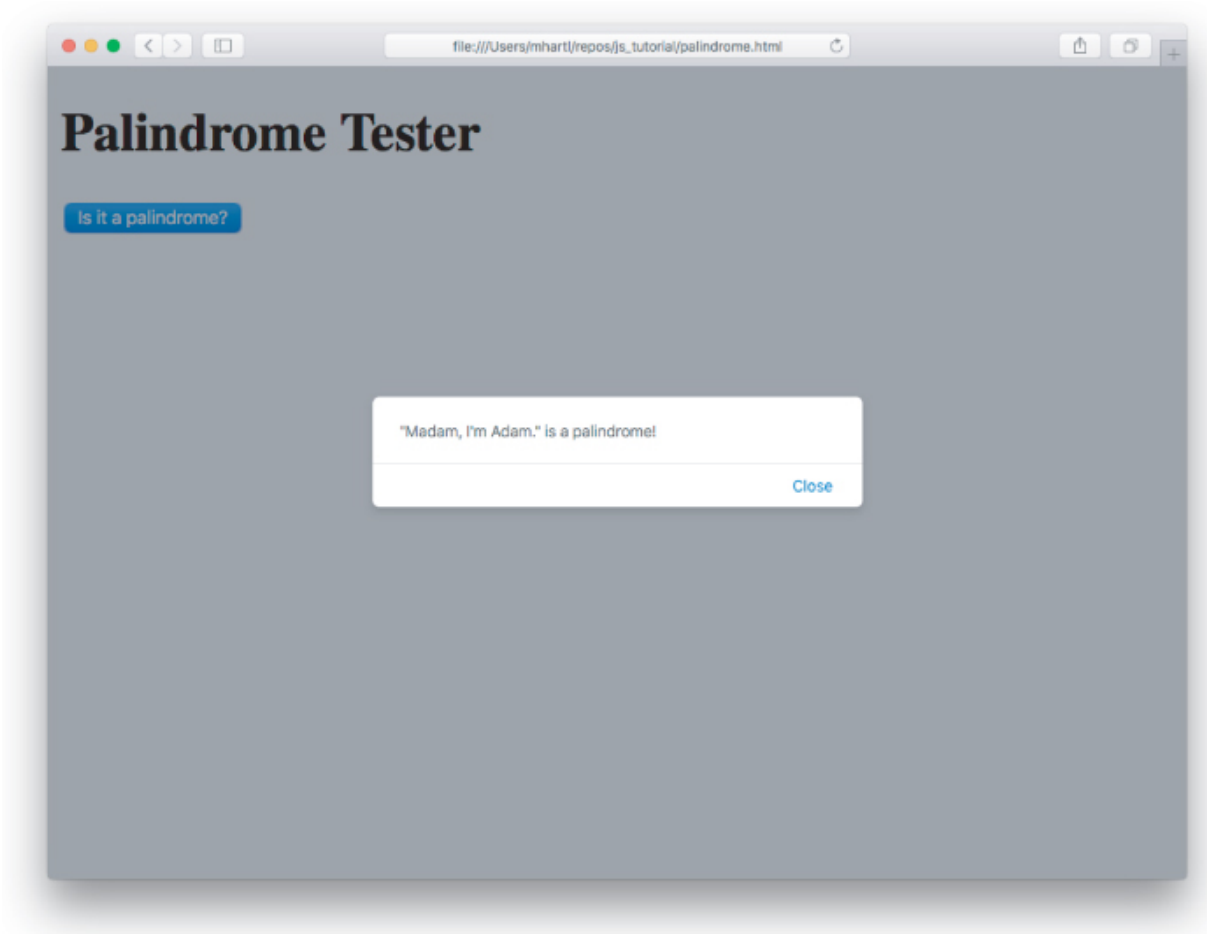 file:///Users/mhartl/repos/js_tutorial/palindrome.html
Palindrome Tester
Is it a palindrome?
"Madam, I'm Adam." is a palindrome!
Close